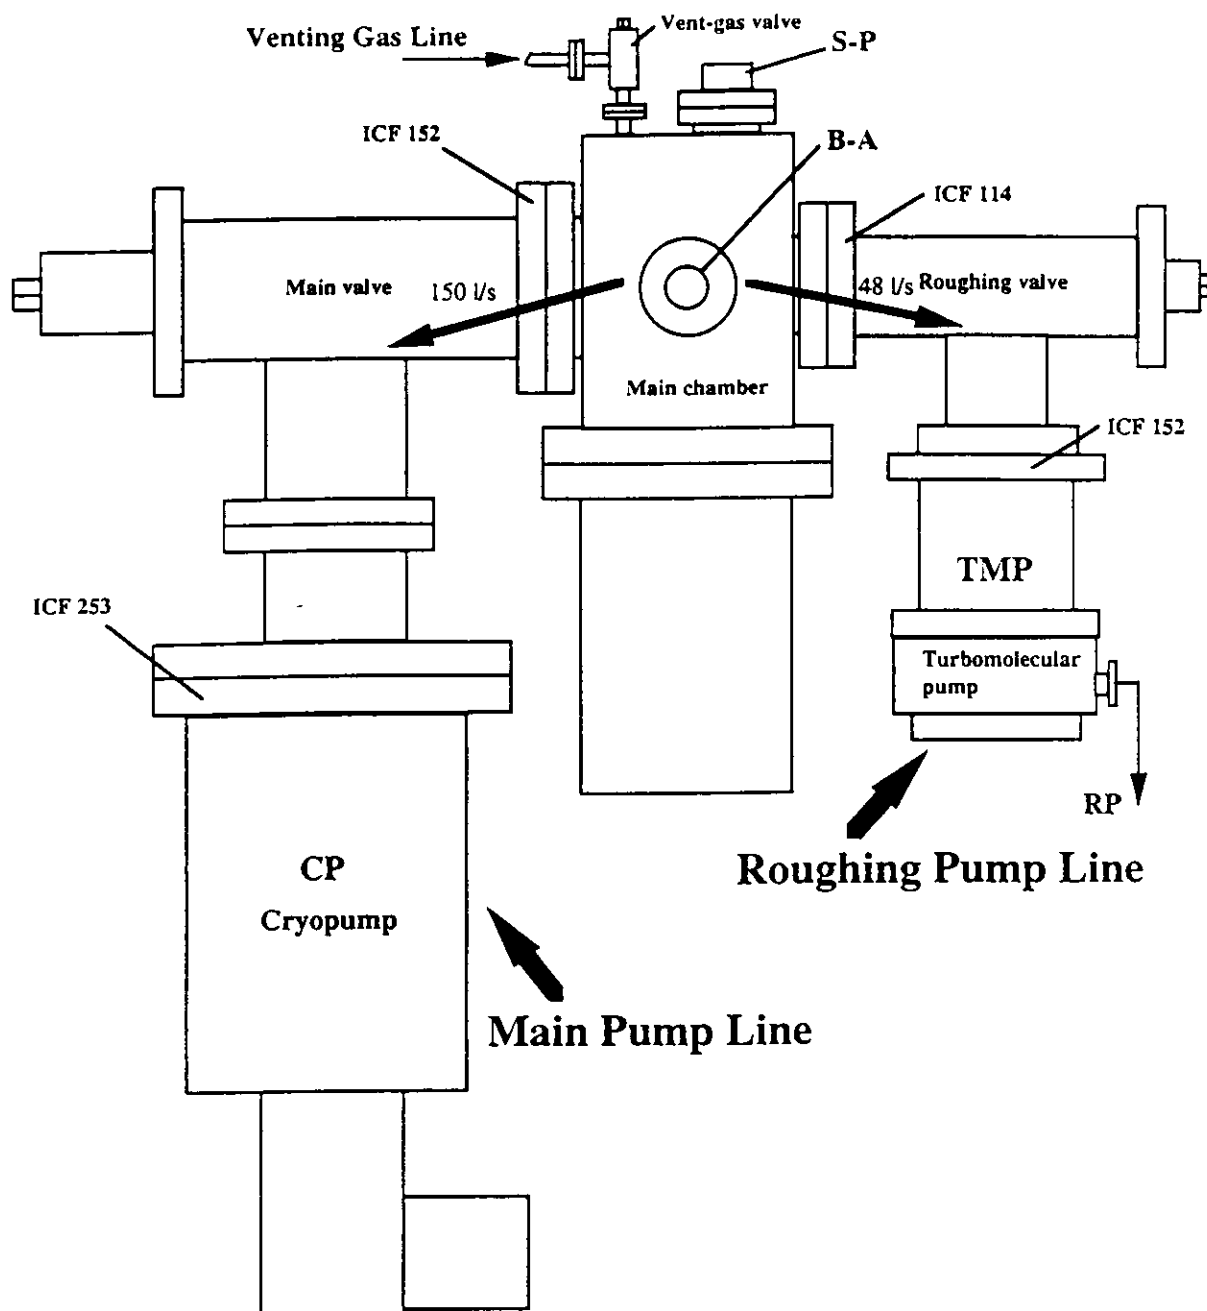 Venting Gas Line
Vent-gas valve
S-P
ICF 152
B-A
ICF 114
Main valve
150 l/s
48 l/s
Roughing valve
Main chamber
ICF 152
TMP
ICF 253
Turbomolecular
pump
RP
CP
Cryopump
Roughing Pump Line
Main Pump Line